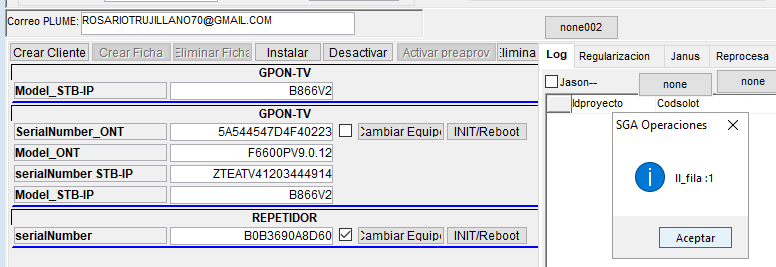 Correo PLUME: ROSARIOTRUJILLANO70@GMAIL.COM
none002
Crear Cliente Crear Ficha Eliminar Ficha Instalar Desactivar Activar preaprov Elimina
Log Regularizacion Janus Reprocesa
GPON-TV
Model_STB-IP B866V2
Jason-- none none
Idproyecto Codsolot
GPON-TV
SerialNumber_ONT 5A544547D4F40223 Cambiar Equipo INIT/Reboot
Model_ONT F6600PV9.0.12
serialNumber STB-IP ZTEATV41203444914
Model_STB-IP B866V2
REPETIDOR
serialNumber B0B3690A8D60 Cambiar Equipo INIT/Reboot
SGA Operaciones
ll_fila :1
Aceptar